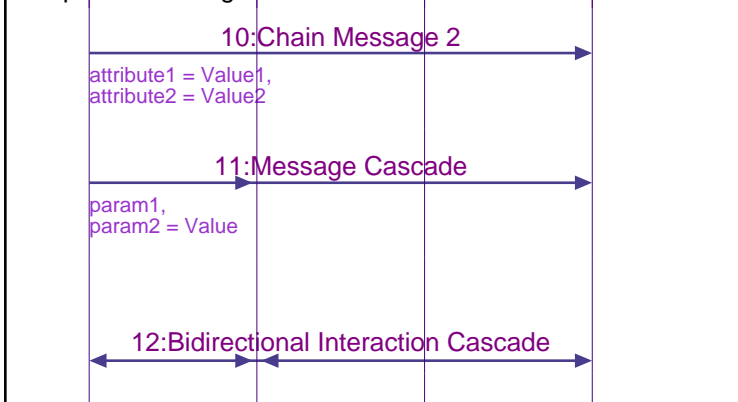 10:Chain Message 2
attribute1 = Value1,
attribute2 = Value2
11:Message Cascade
param1,
param2 = Value
12:Bidirectional Interaction Cascade